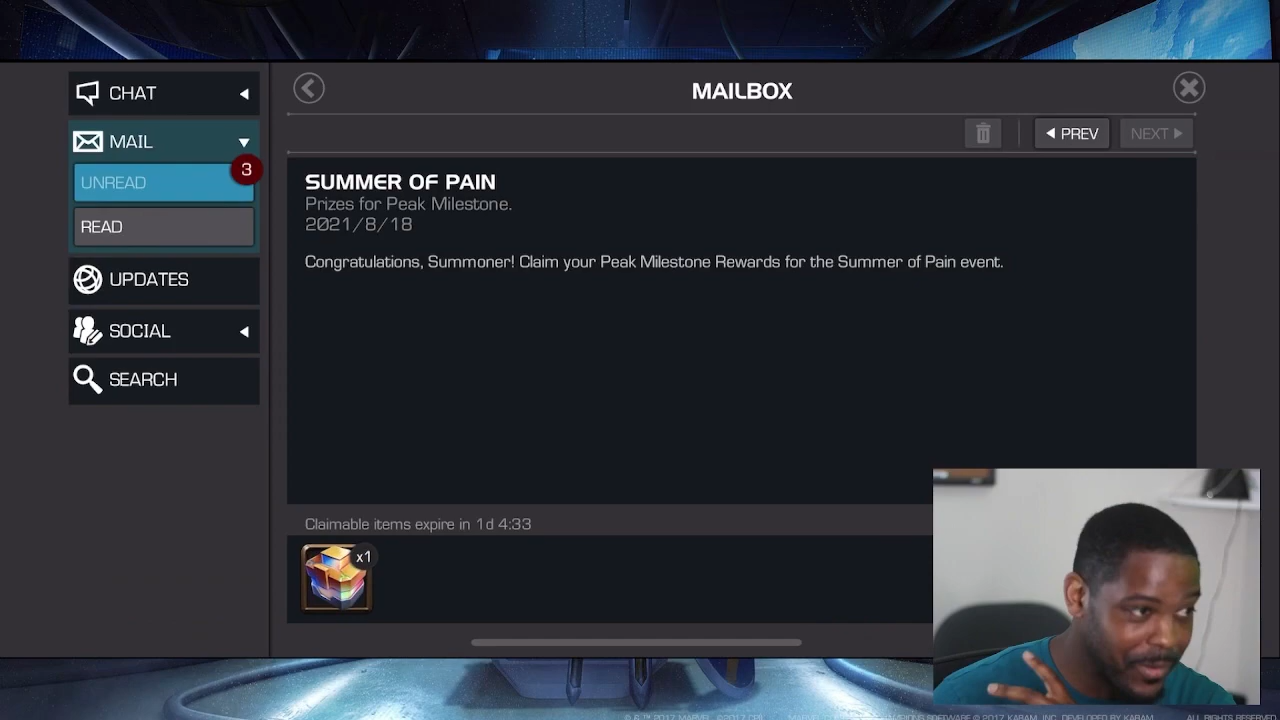 CHAT
MAIL
3
UNREAD
READ
UPDATES
SOCIAL
SEARCH
MAILBOX
PREV
NEXT
SUMMER OF PAIN
Prizes for Peak Milestone.
2021/8/18
Congratulations, Summoner! Claim your Peak Milestone Rewards for the Summer of Pain event.
Claimable items expire in 1d 4:33
x1